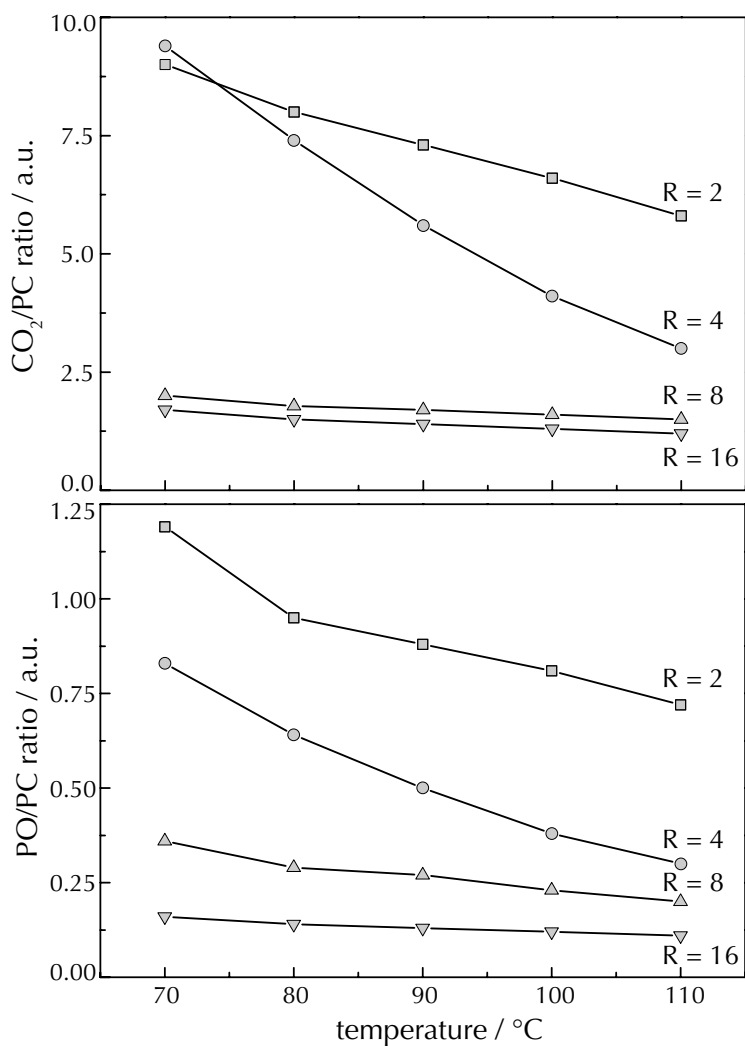 10.0
7.5
5.0
2.5
0.0
CO₂/PC ratio / a.u.
R = 2
R = 4
R = 8
R = 16
1.25
1.00
0.75
0.50
0.25
0.00
PO/PC ratio / a.u.
R = 2
R = 4
R = 8
R = 16
70 80 90 100 110
temperature / °C